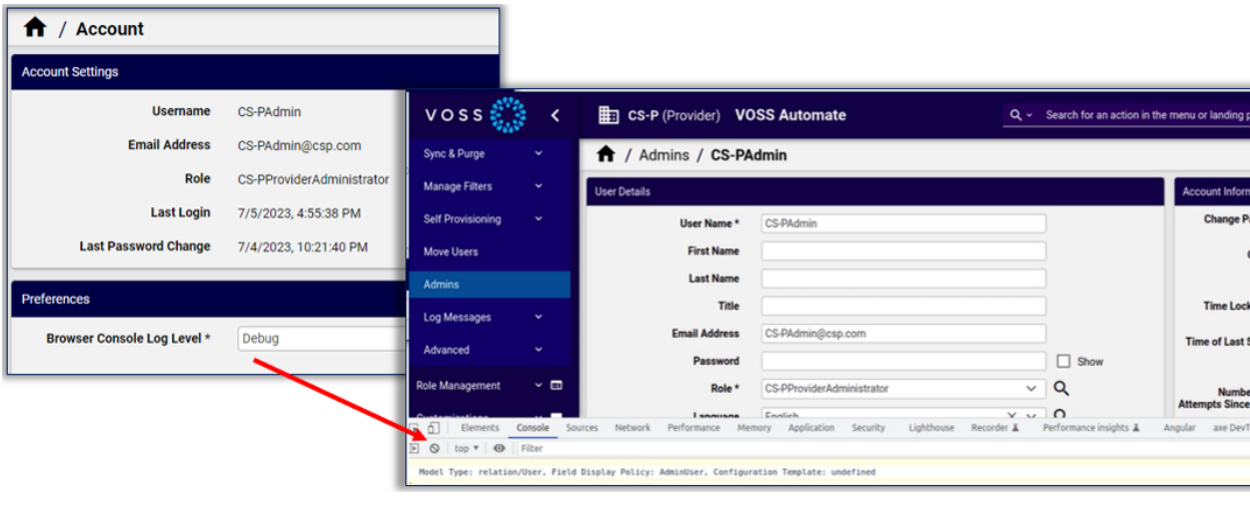 / Account
Account Settings
Username CS-PAdmin
Email Address CS-PAdmin@csp.com
Role CS-PProviderAdministrator
Last Login 7/5/2023, 4:55:38 PM
Last Password Change 7/4/2023, 10:21:40 PM
Preferences
Browser Console Log Level * Debug
VOSS
CS-P (Provider) VOSS Automate
Search for an action in the menu or landing p
Sync & Purge
Manage Filters
Self Provisioning
Move Users
Admins
Log Messages
Advanced
Role Management
Customizations
/ Admins / CS-PAdmin
User Details
User Name * CS-PAdmin
First Name
Last Name
Title
Email Address CS-PAdmin@csp.com
Password Show
Role * CS-PProviderAdministrator
Language English
Account Inform
Change P
Time Lock
Time of Last S
Numbe
Attempts Since
Elements Console Sources Network Performance Memory Application Security Lighthouse Recorder Performance insights Angular axe DevT
top Filter
Model Type: relation/User, Field Display Policy: AdminUser, Configuration Template: undefined